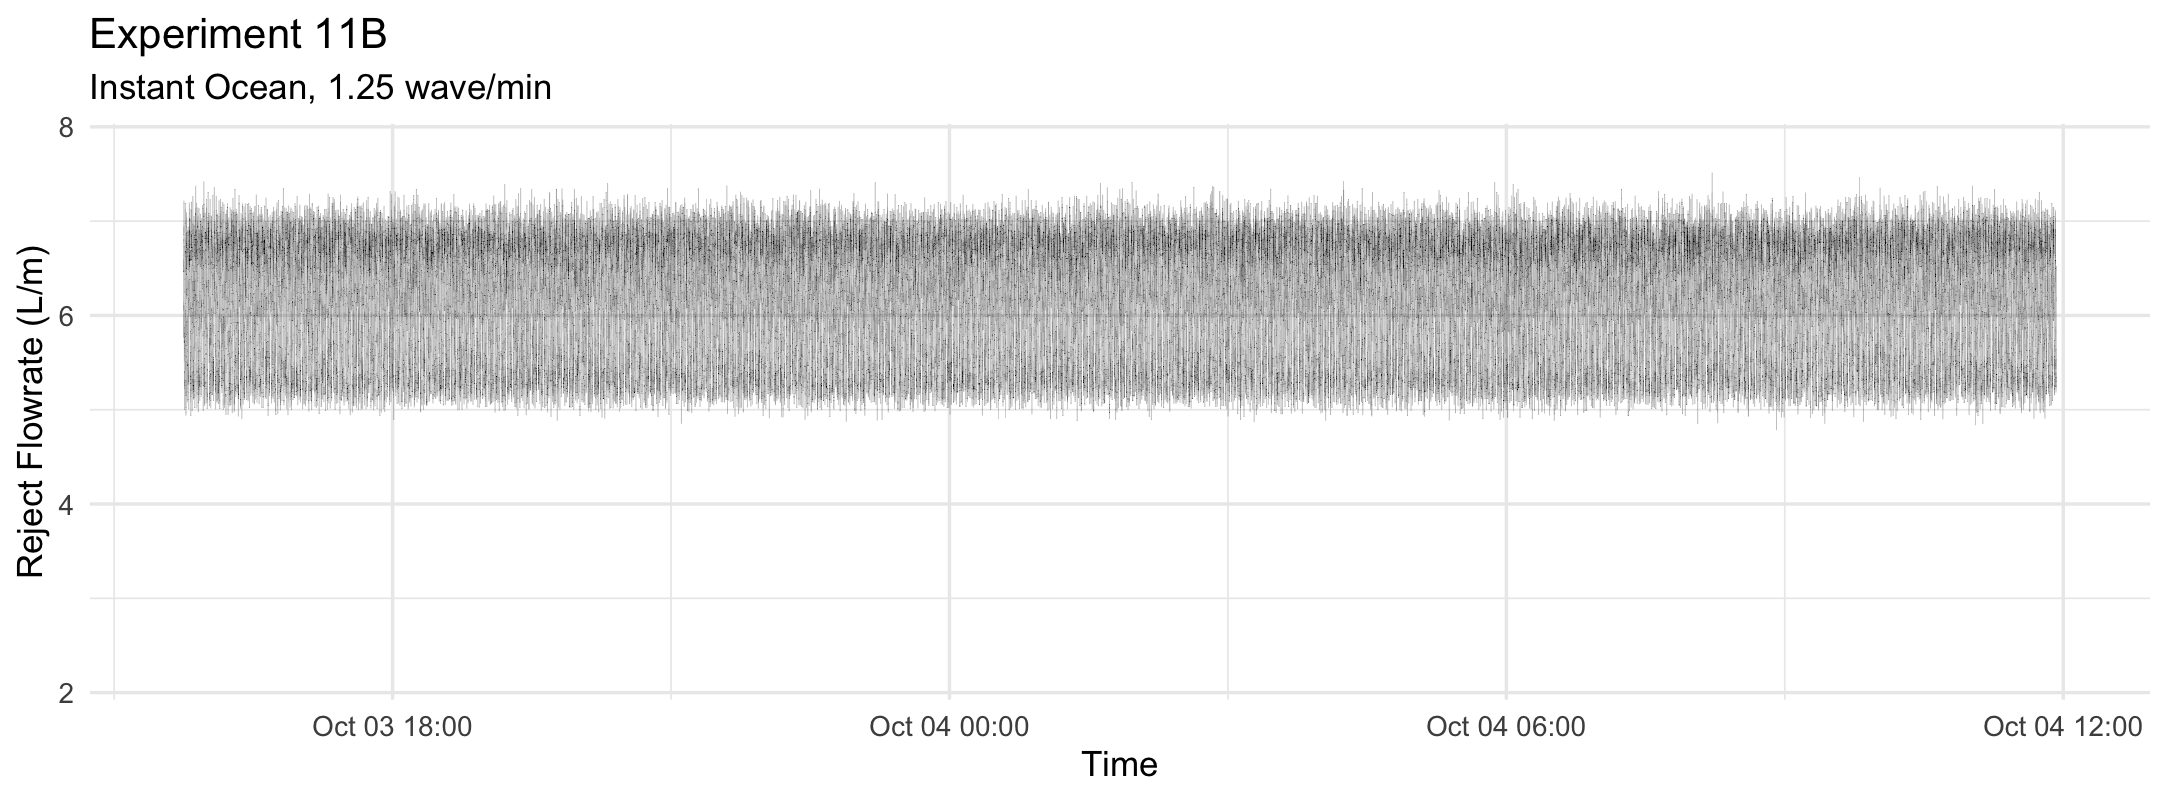 Experiment 11B
Instant Ocean, 1.25 wave/min
Reject Flowrate (L/m)
8
6
4
2
Oct 03 18:00
Oct 04 00:00
Oct 04 06:00
Oct 04 12:00
Time